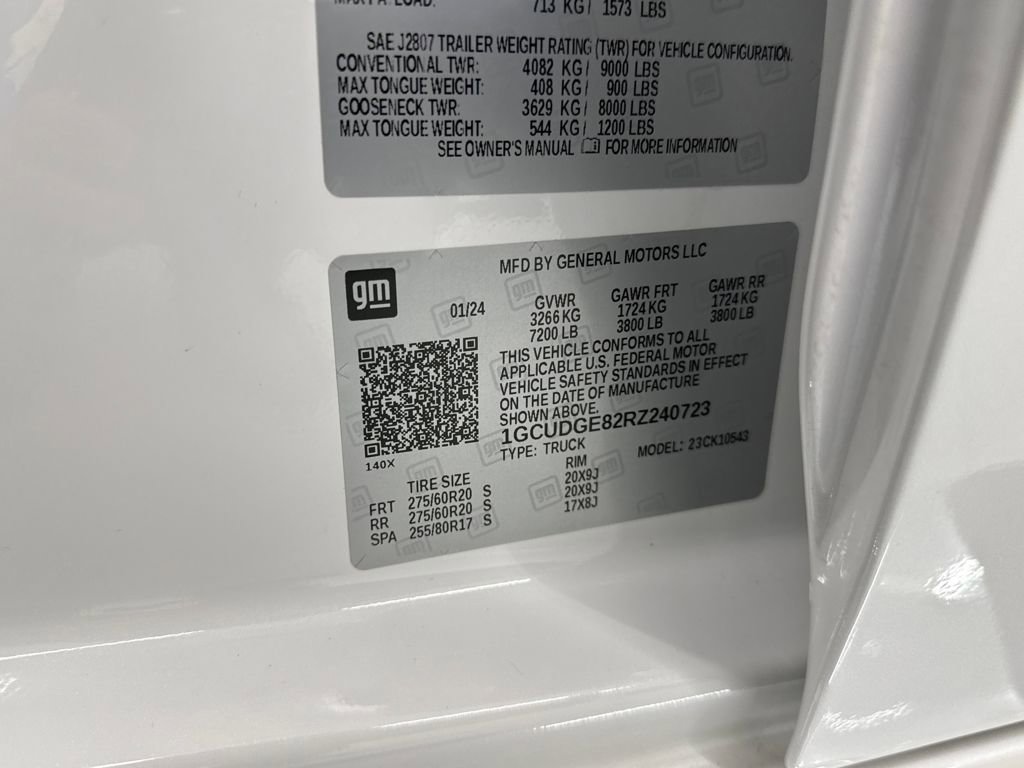 MAX PAYLOAD: 713 KG / 1573 LBS
SAE J2807 TRAILER WEIGHT RATING (TWR) FOR VEHICLE CONFIGURATION.
CONVENTIONAL TWR: 4082 KG / 9000 LBS
MAX TONGUE WEIGHT: 408 KG / 900 LBS
GOOSENECK TWR: 3629 KG / 8000 LBS
MAX TONGUE WEIGHT: 544 KG / 1200 LBS
SEE OWNER'S MANUAL FOR MORE INFORMATION
gm
MFD BY GENERAL MOTORS LLC
01/24 GVWR GAWR FRT GAWR RR
3266 KG 1724 KG 1724 KG
7200 LB 3800 LB 3800 LB
THIS VEHICLE CONFORMS TO ALL
APPLICABLE U.S. FEDERAL MOTOR
VEHICLE SAFETY STANDARDS IN EFFECT
ON THE DATE OF MANUFACTURE
SHOWN ABOVE.
1GCUDGE82RZ240723
TYPE: TRUCK MODEL: 23CK10543
140X
TIRE SIZE RIM
FRT 275/60R20 S 20X9J
RR 275/60R20 S 20X9J
SPA 255/80R17 S 17X8J